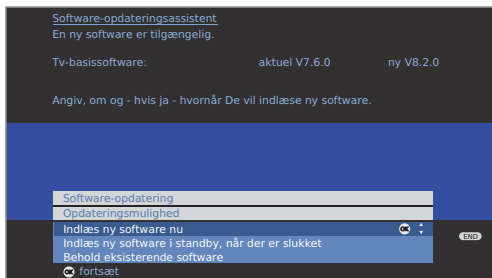 Software-opdateringsassistent
En ny software er tilgængelig.
Tv-basissoftware: aktuel V7.6.0 ny V8.2.0
Angiv, om og - hvis ja - hvornår De vil indlæse ny software.
Software-opdatering
Opdateringsmulighed
Indlæs ny software nu OK
END
Indlæs ny software i standby, når der er slukket
Behold eksisterende software
OK fortsæt